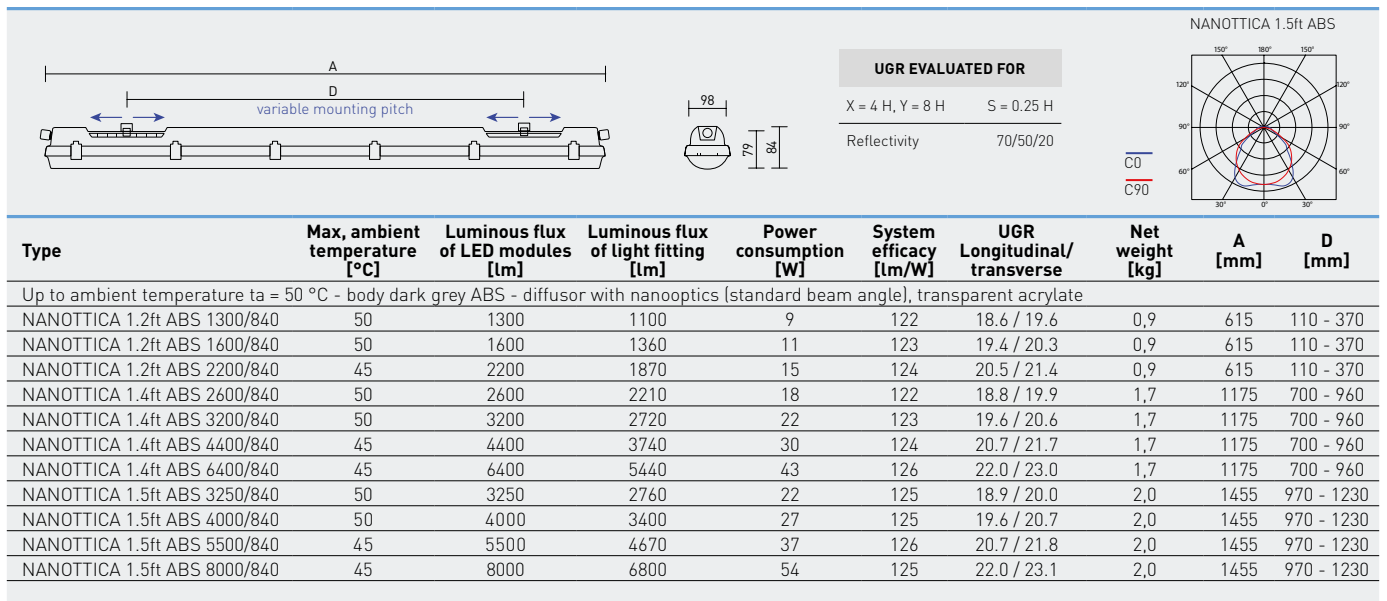 NANOTTICA 1.5ft ABS
A
D
variable mounting pitch
98
79
84
UGR EVALUATED FOR
X = 4 H, Y = 8 H S = 0.25 H
Reflectivity 70/50/20
C0
C90
150° 180° 150°
120° 120°
90° 90°
60° 60°
30° 0° 30°
Type Max, ambient temperature [°C] Luminous flux of LED modules [lm] Luminous flux of light fitting [lm] Power consumption [W] System efficacy [lm/W] UGR Longitudinal/ transverse Net weight [kg] A [mm] D [mm]
Up to ambient temperature ta = 50 °C - body dark grey ABS - diffusor with nanooptics (standard beam angle), transparent acrylate
NANOTTICA 1.2ft ABS 1300/840 50 1300 1100 9 122 18.6 / 19.6 0,9 615 110 - 370
NANOTTICA 1.2ft ABS 1600/840 50 1600 1360 11 123 19.4 / 20.3 0,9 615 110 - 370
NANOTTICA 1.2ft ABS 2200/840 45 2200 1870 15 124 20.5 / 21.4 0,9 615 110 - 370
NANOTTICA 1.4ft ABS 2600/840 50 2600 2210 18 122 18.8 / 19.9 1,7 1175 700 - 960
NANOTTICA 1.4ft ABS 3200/840 50 3200 2720 22 123 19.6 / 20.6 1,7 1175 700 - 960
NANOTTICA 1.4ft ABS 4400/840 45 4400 3740 30 124 20.7 / 21.7 1,7 1175 700 - 960
NANOTTICA 1.4ft ABS 6400/840 45 6400 5440 43 126 22.0 / 23.0 1,7 1175 700 - 960
NANOTTICA 1.5ft ABS 3250/840 50 3250 2760 22 125 18.9 / 20.0 2,0 1455 970 - 1230
NANOTTICA 1.5ft ABS 4000/840 50 4000 3400 27 125 19.6 / 20.7 2,0 1455 970 - 1230
NANOTTICA 1.5ft ABS 5500/840 45 5500 4670 37 126 20.7 / 21.8 2,0 1455 970 - 1230
NANOTTICA 1.5ft ABS 8000/840 45 8000 6800 54 125 22.0 / 23.1 2,0 1455 970 - 1230